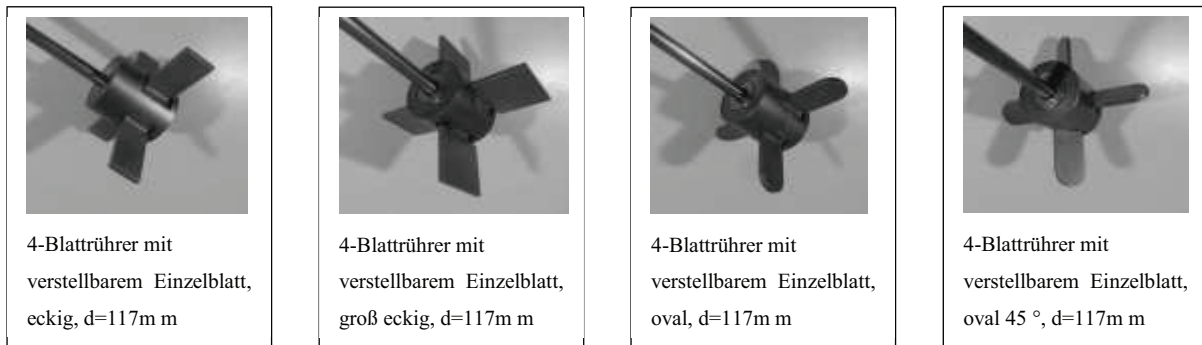 4-Blattrührer mit
verstellbarem Einzelblatt,
eckig, d=117m m
4-Blattrührer mit
verstellbarem Einzelblatt,
groß eckig, d=117m m
4-Blattrührer mit
verstellbarem Einzelblatt,
oval, d=117m m
4-Blattrührer mit
verstellbarem Einzelblatt,
oval 45 °, d=117m m